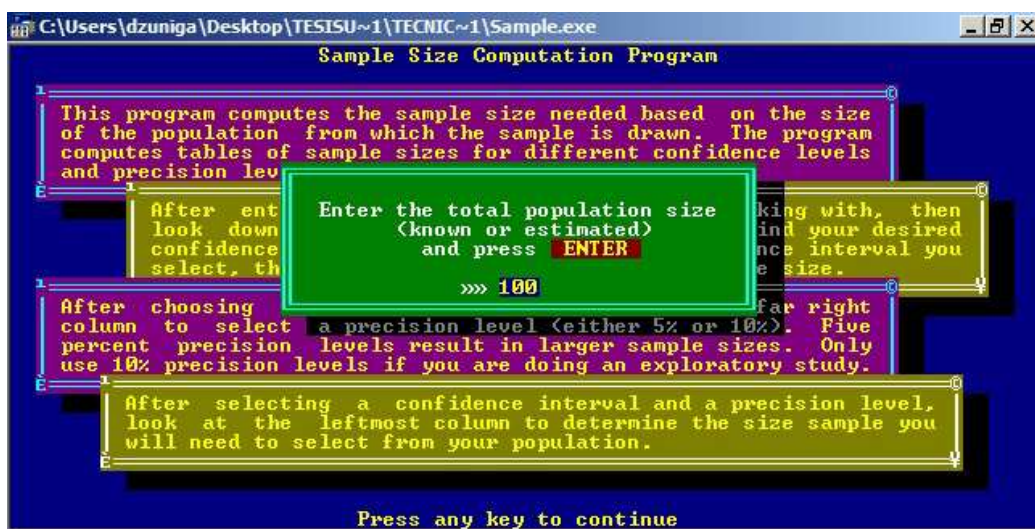 C:\Users\dzuniga\Desktop\TESISU~1\TECNIC~1\Sample.exe
Sample Size Computation Program
This program computes the sample size needed based on the size
of the population from which the sample is drawn. The program
computes tables of sample sizes for different confidence levels
and precision lev
Enter the total population size
(known or estimated)
and press ENTER
»»» 100
After ent king with, then
look down ind your desired
confidence nce interval you
select, th e size.
After choosing far right
column to select a precision level (either 5% or 10%). Five
percent precision levels result in larger sample sizes. Only
use 10% precision levels if you are doing an exploratory study.
After selecting a confidence interval and a precision level,
look at the leftmost column to determine the size sample you
will need to select from your population.
Press any key to continue